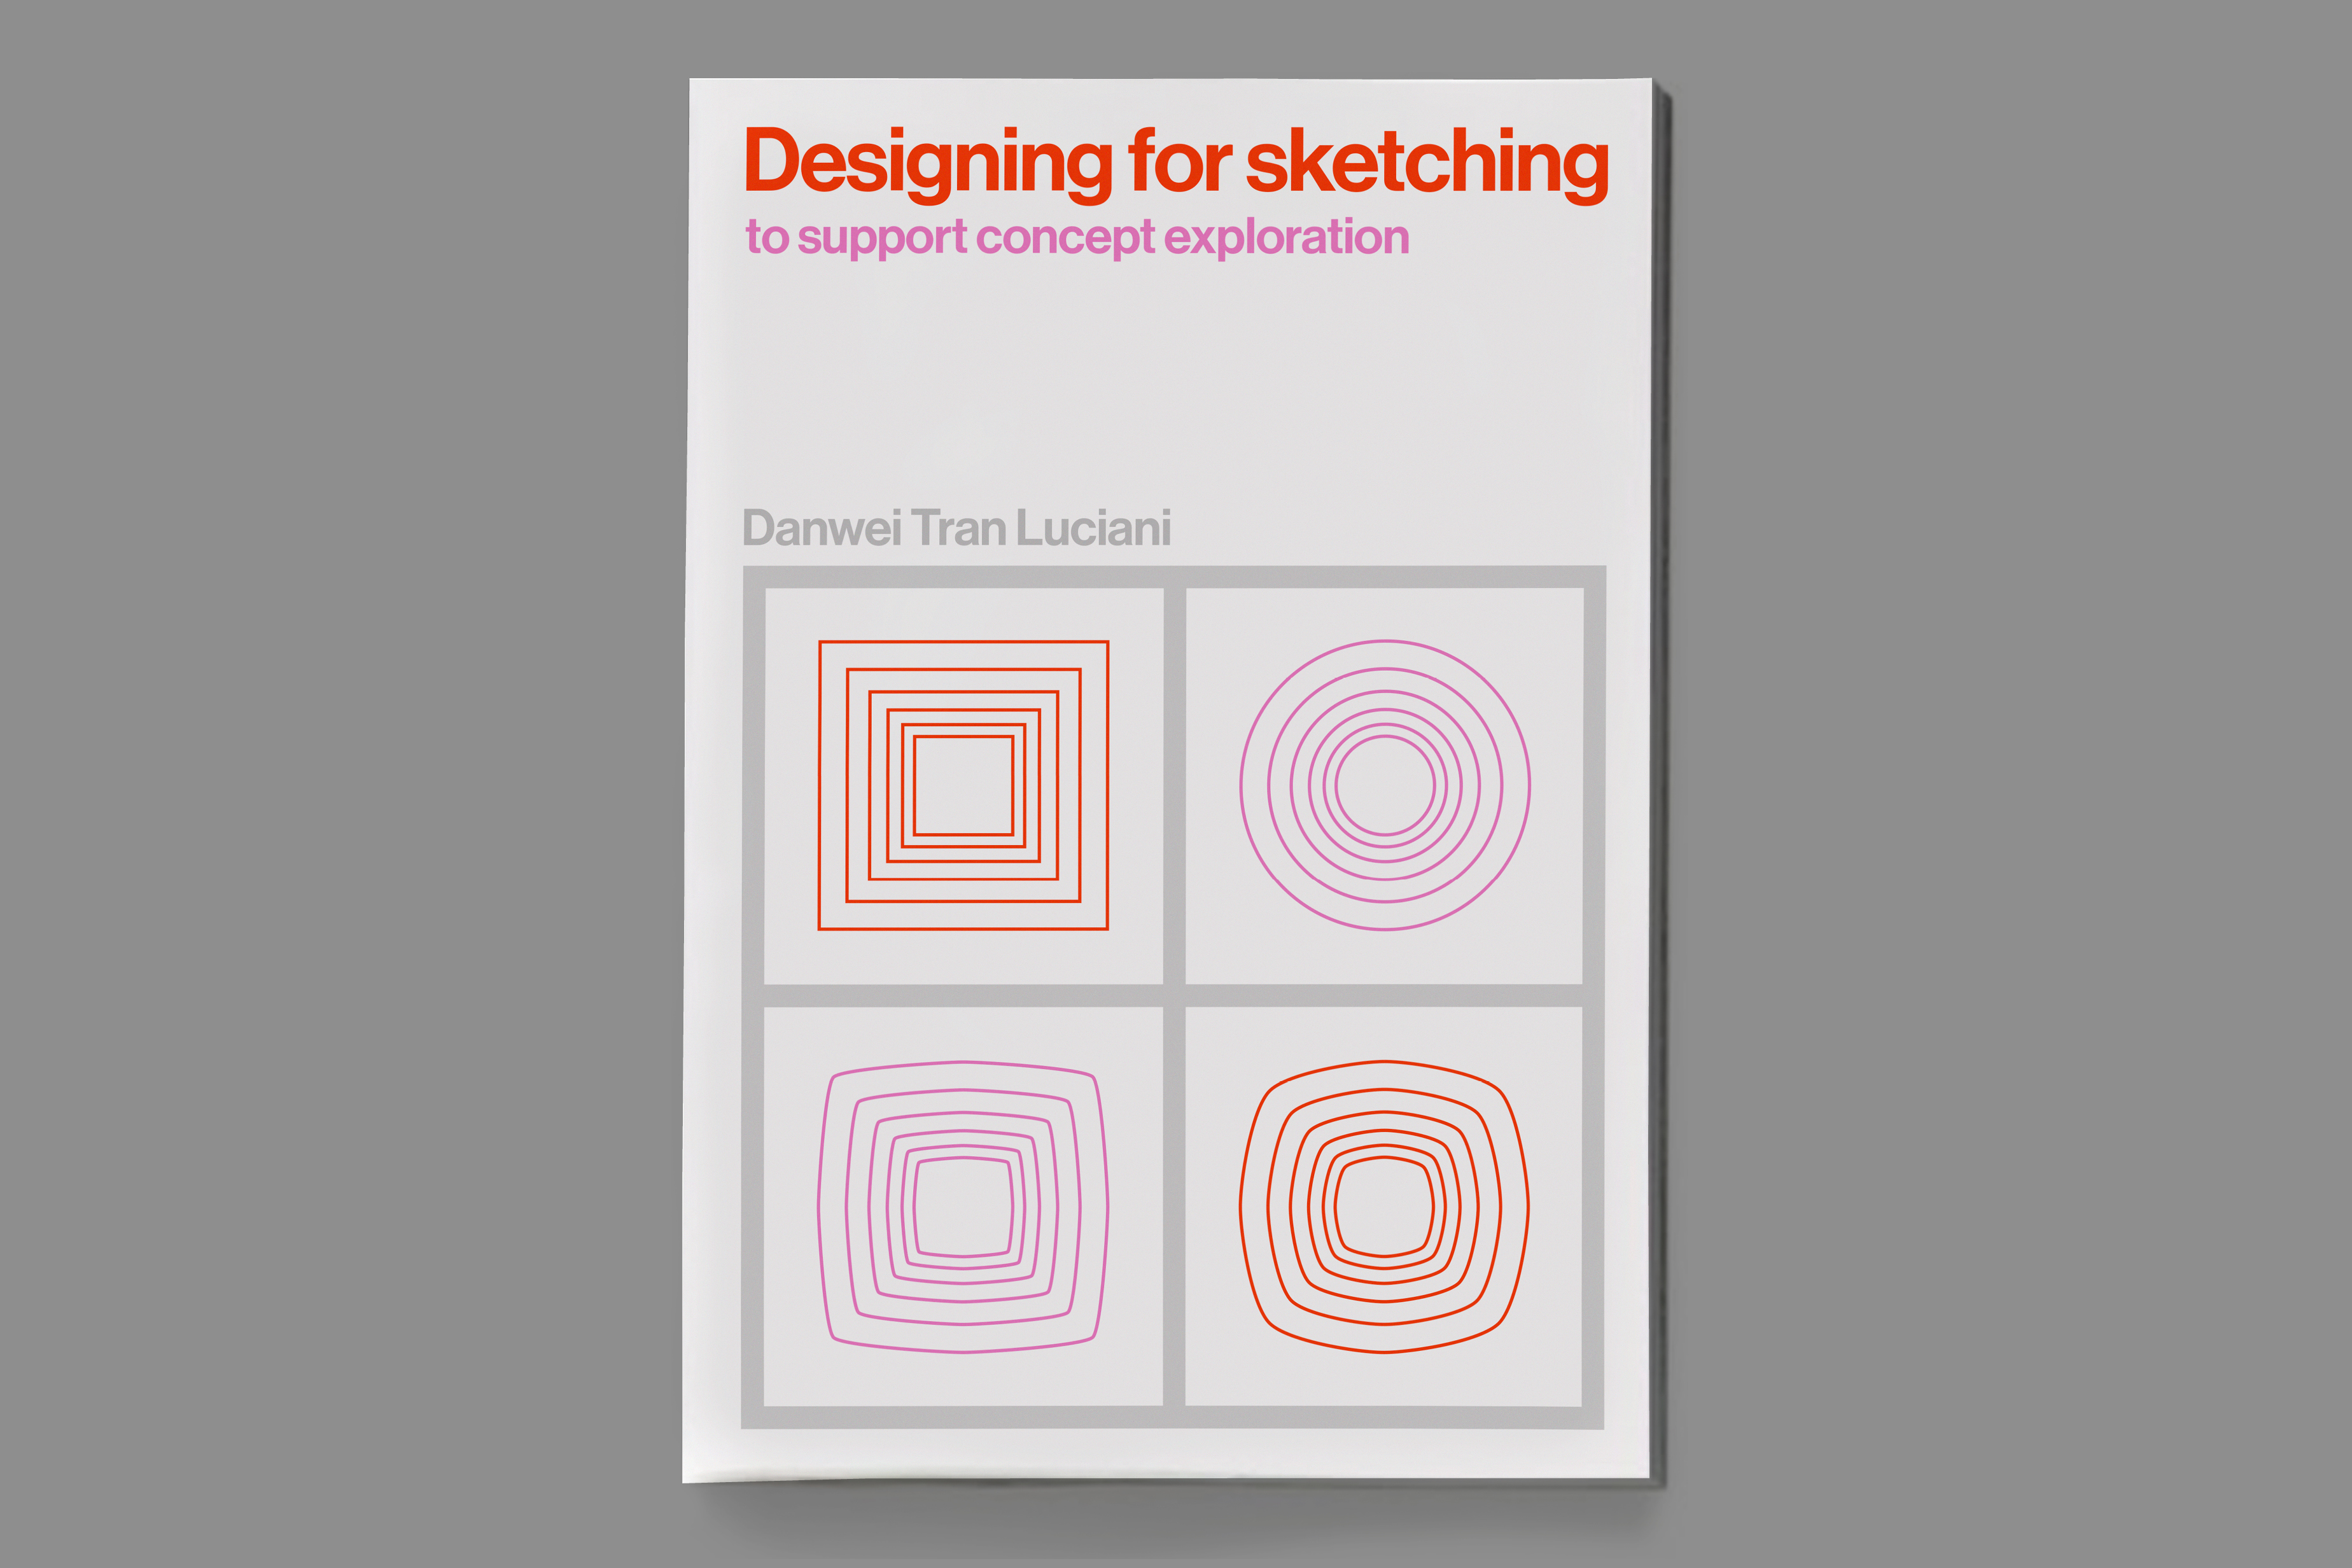 Designing for sketching
to support concept exploration
Danwei Tran Luciani